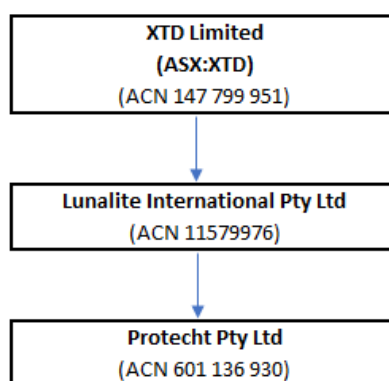 XTD Limited
(ASX:XTD)
(ACN 147 799 951)
Lunalite International Pty Ltd
(ACN 11579976)
Protecht Pty Ltd
(ACN 601 136 930)